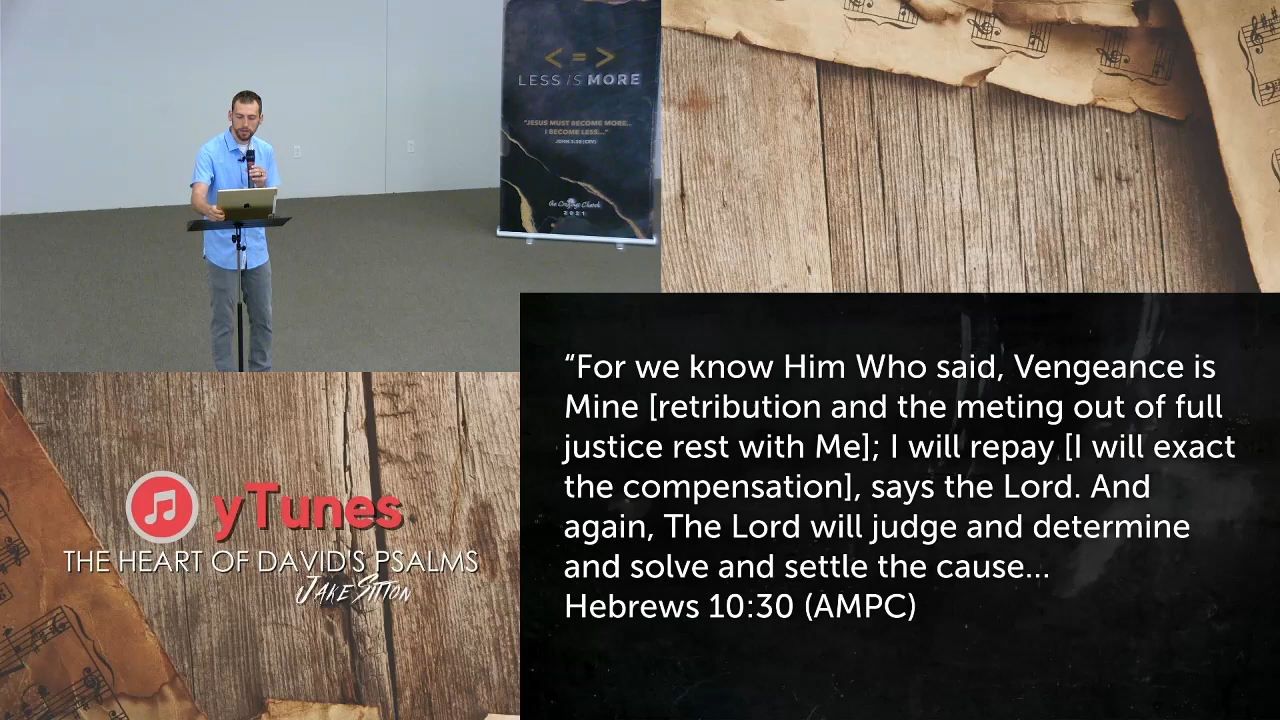 < = >
LESS IS MORE
"JESUS MUST BECOME MORE...
I BECOME LESS..."
JOHN 3:30 (CEV)
the Church
2021
yTunes
THE HEART OF DAVID'S PSALMS
JAKE SITTON
“For we know Him Who said, Vengeance is
Mine [retribution and the meting out of full
justice rest with Me]; I will repay [I will exact
the compensation], says the Lord. And
again, The Lord will judge and determine
and solve and settle the cause...
Hebrews 10:30 (AMPC)